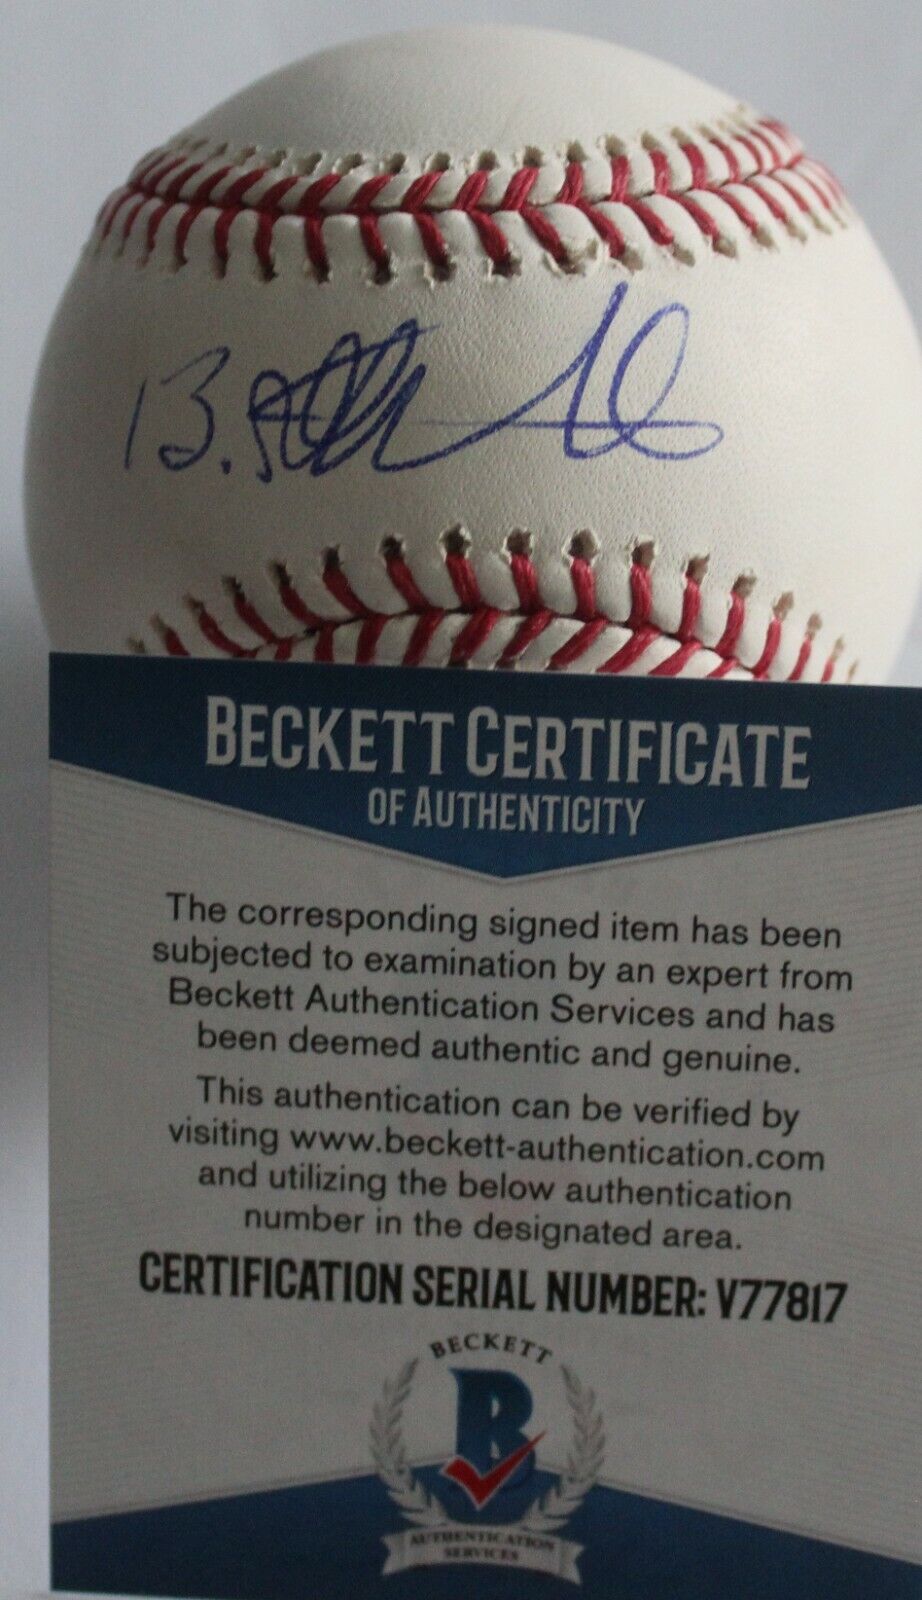 BECKETT CERTIFICATE
OF AUTHENTICITY
The corresponding signed item has been
subjected to examination by an expert from
Beckett Authentication Services and has
been deemed authentic and genuine.
This authentication can be verified by
visiting www.beckett-authentication.com
and utilizing the below authentication
number in the designated area.
CERTIFICATION SERIAL NUMBER: V77817
BECKETT
B
AUTHENTICATION
SERVICES